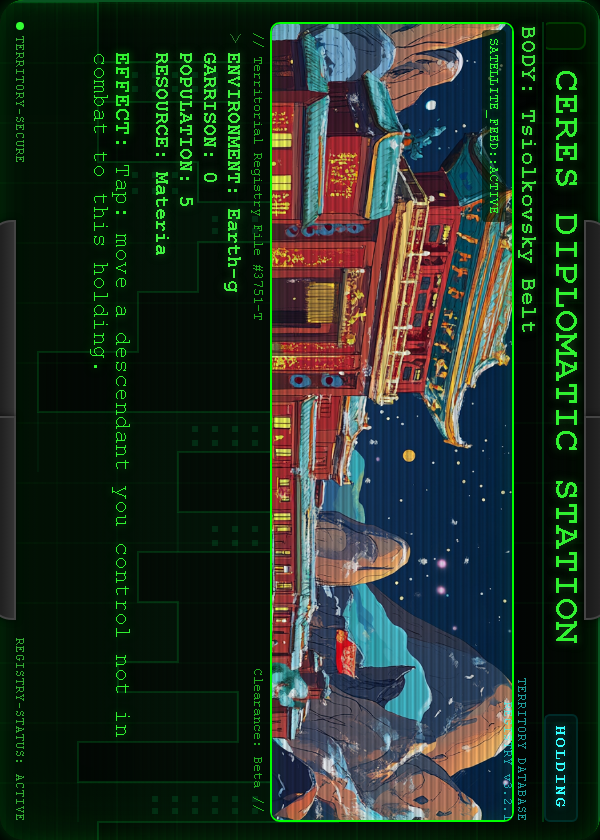 CERES DIPLOMATIC STATION
HOLDING
BODY: Tsiolkovsky Belt
TERRITORY DATABASE
SATELLITE_FEED::ACTIVE
// Territorial Registry File #3751-T
Clearance: Beta //
> ENVIRONMENT: Earth-g
GARRISON: 0
POPULATION: 5
RESOURCE: Materia
EFFECT: Tap: move a descendant you control not in
combat to this holding.
● TERRITORY-SECURE
REGISTRY-STATUS: ACTIVE